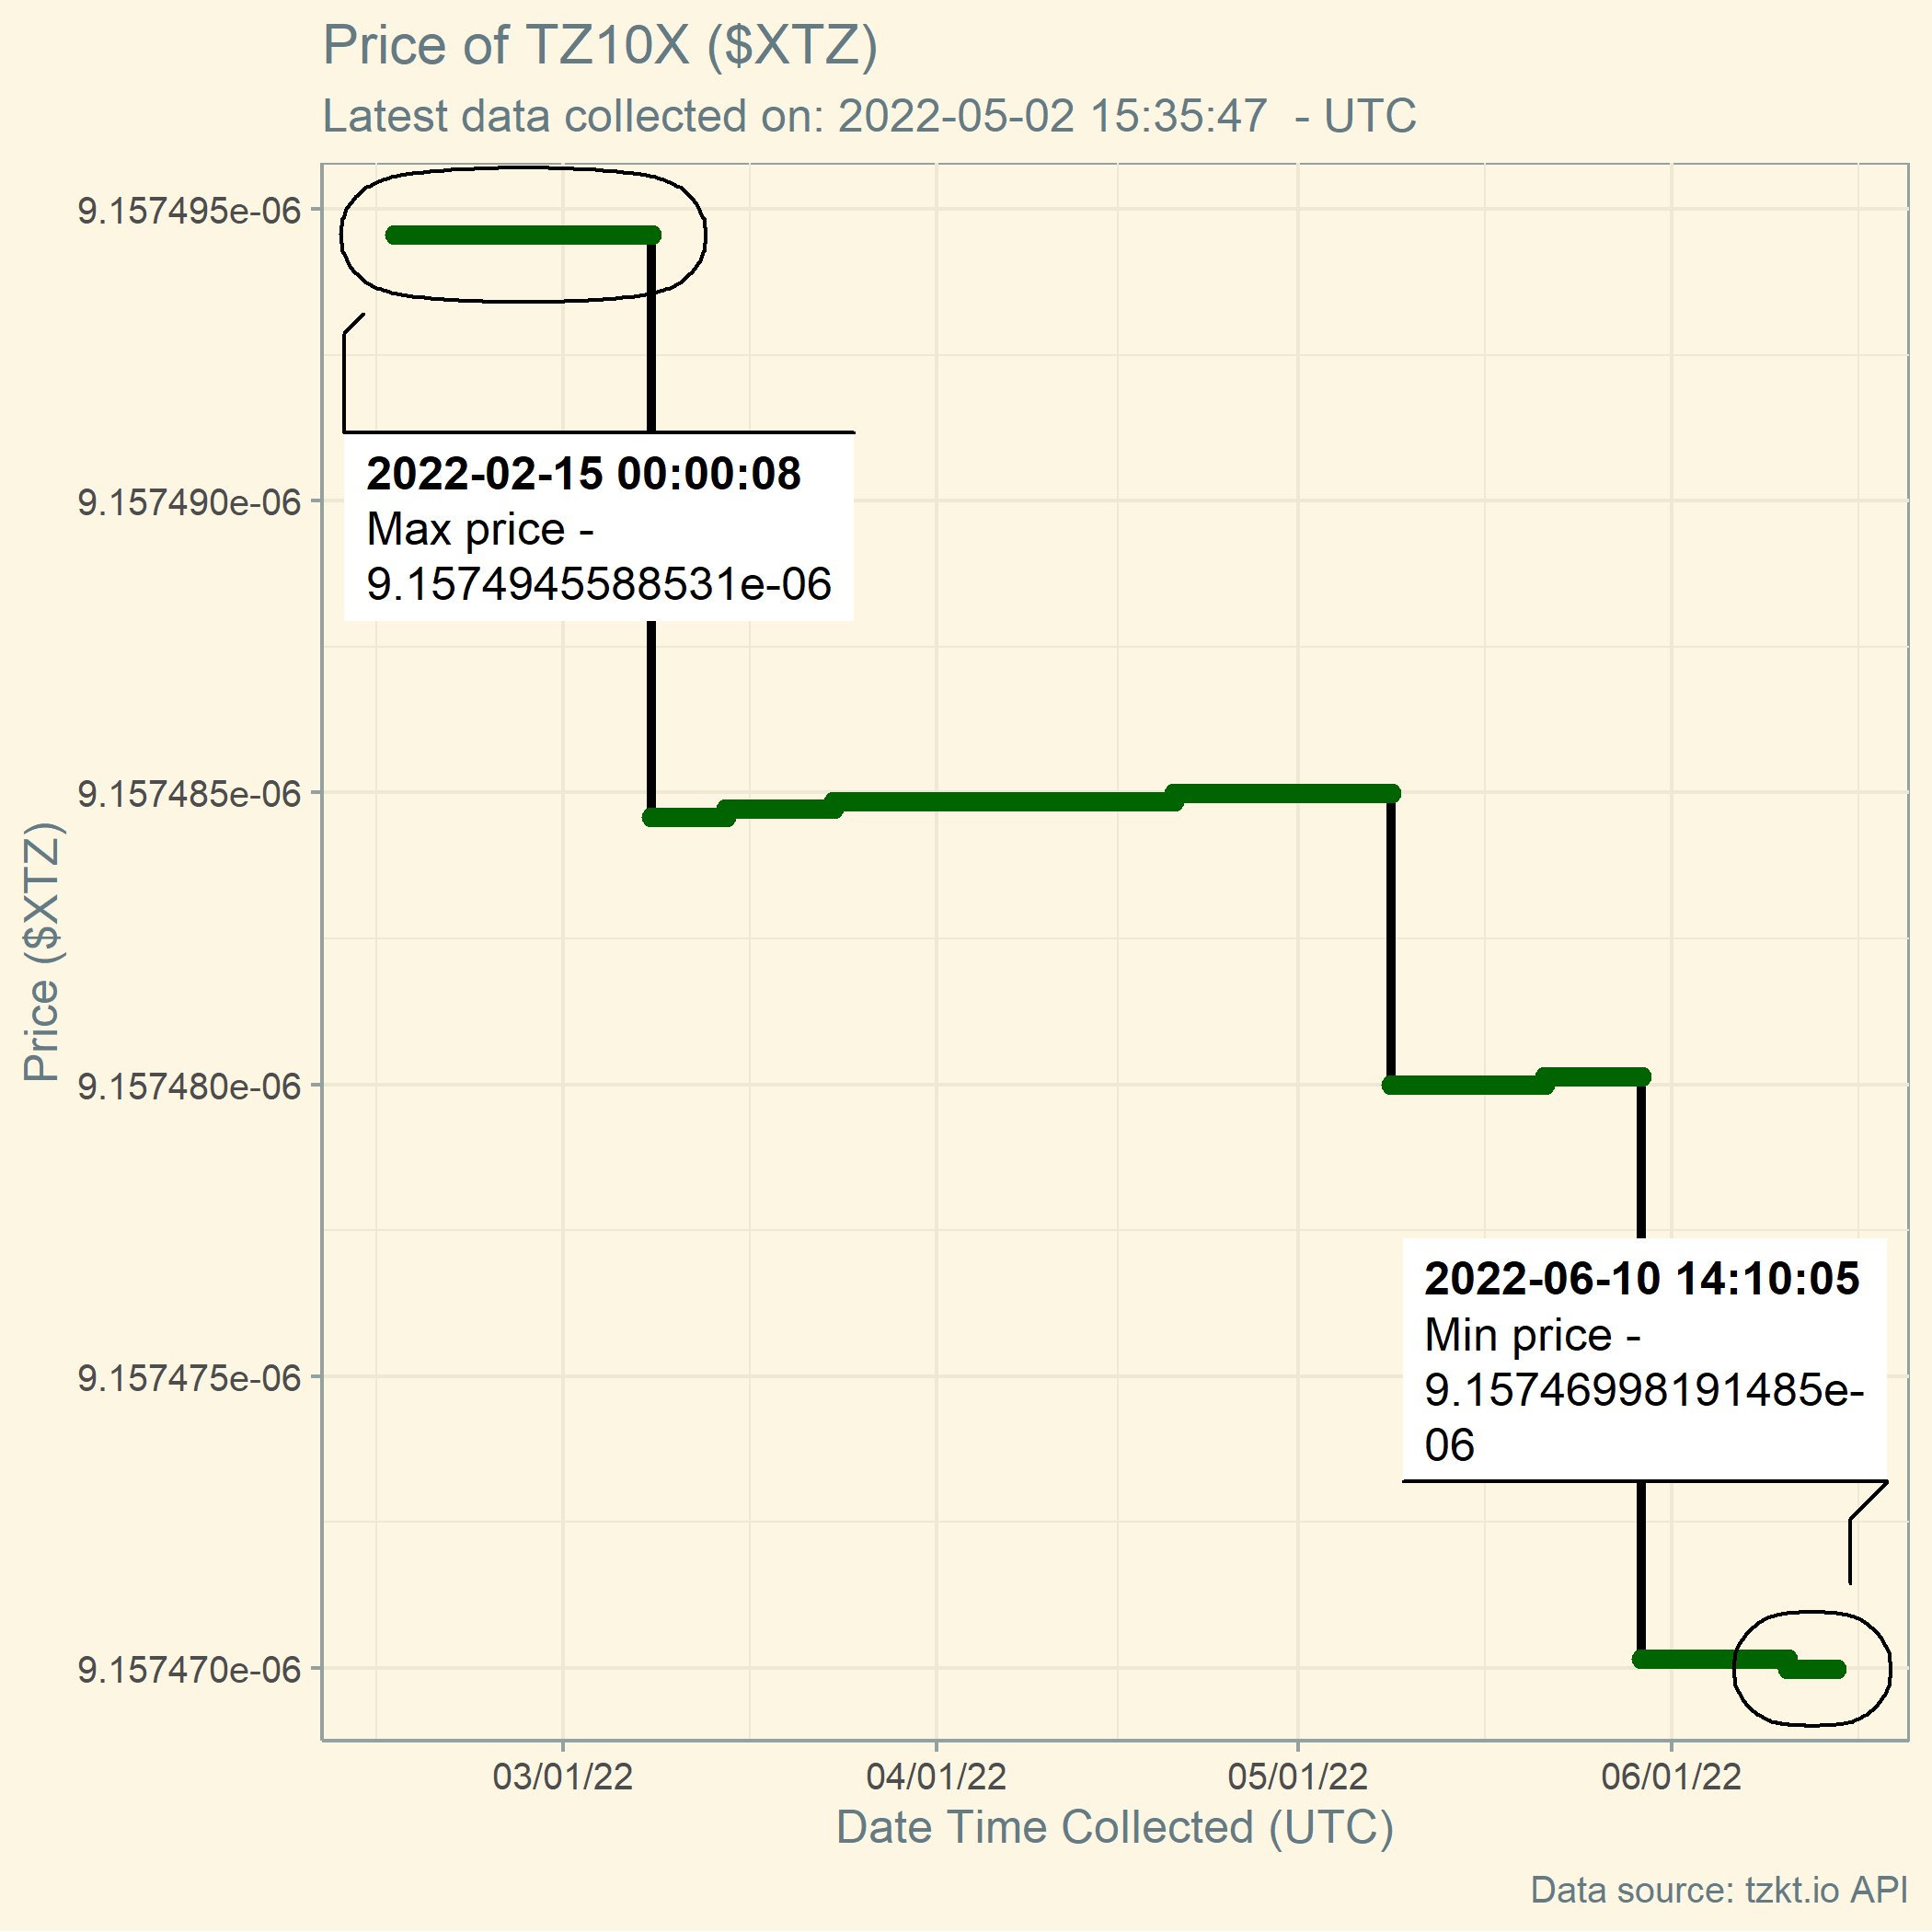 Price of TZ10X ($XTZ)
Latest data collected on: 2022-05-02 15:35:47  - UTC
Price ($XTZ)
9.157495e-06
9.157490e-06
9.157485e-06
9.157480e-06
9.157475e-06
9.157470e-06
2022-02-15 00:00:08
Max price -
9.1574945588531e-06
2022-06-10 14:10:05
Min price -
9.15746998191485e-
06
03/01/22
04/01/22
05/01/22
06/01/22
Date Time Collected (UTC)
Data source: tzkt.io API